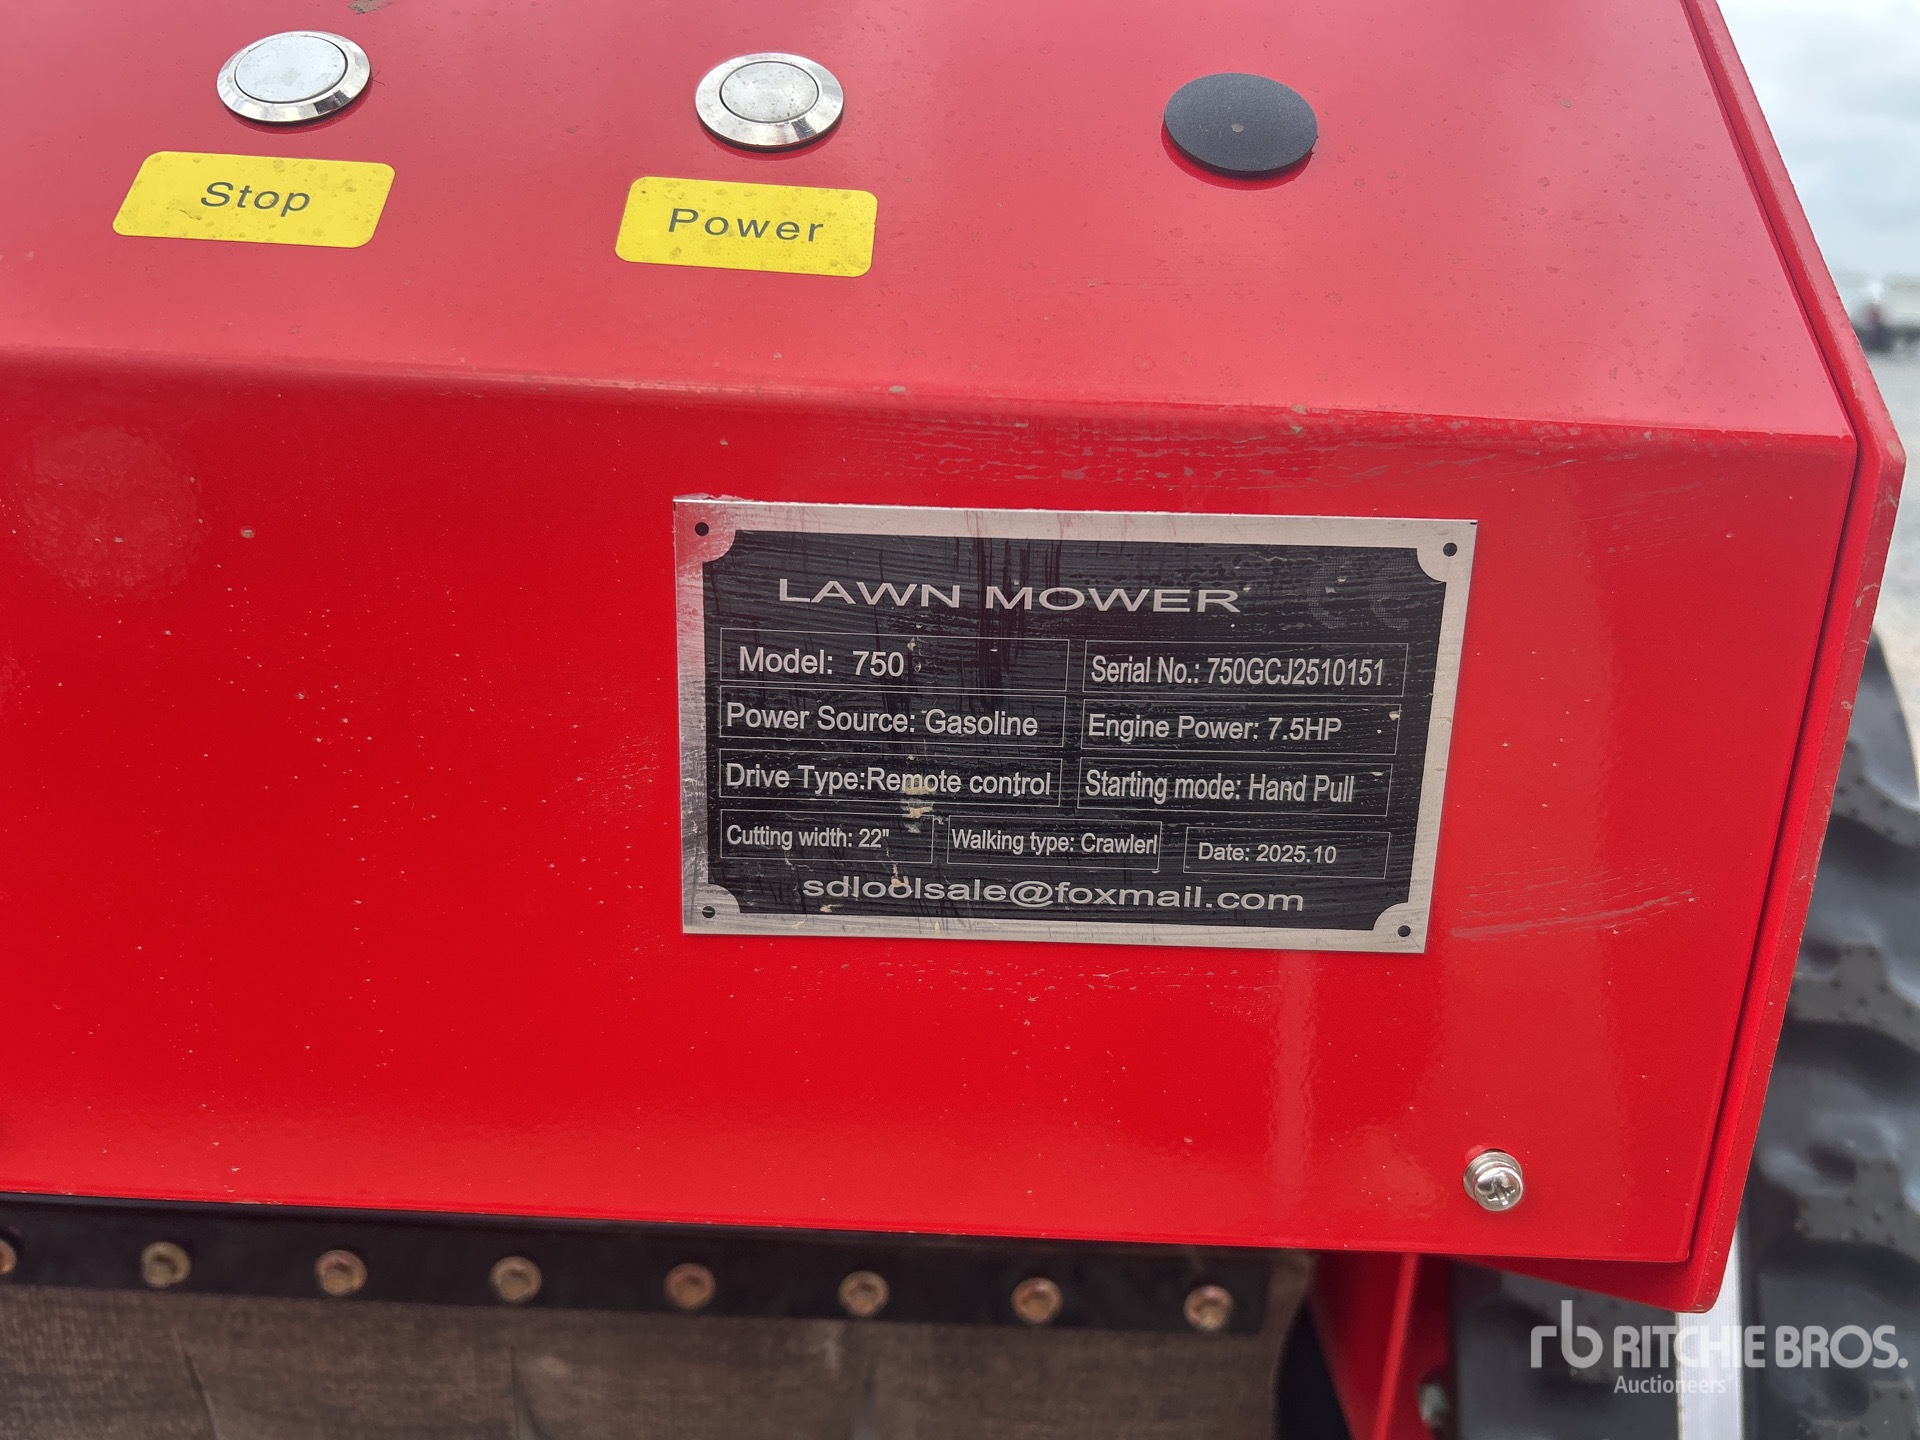 Stop
Power
LAWN MOWER CE
Model: 750
Serial No.: 750GCJ2510151
Power Source: Gasoline
Engine Power: 7.5HP
Drive Type:Remote control
Starting mode: Hand Pull
Cutting width: 22"
Walking type: Crawlerl
Date: 2025.10
sdloolsale@foxmail.com
rb RITCHIE BROS.
Auctioneers